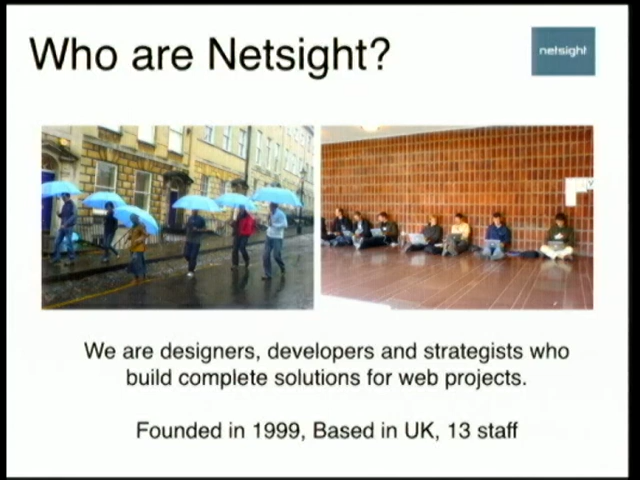 Who are Netsight?
netsight
We are designers, developers and strategists who
build complete solutions for web projects.
Founded in 1999, Based in UK, 13 staff